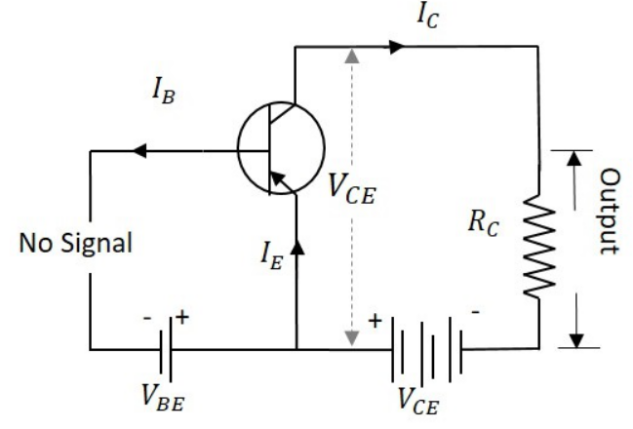 I_C
I_B
V_CE
Output
R_C
No Signal
I_E
- +
+ -
V_BE
V_CE